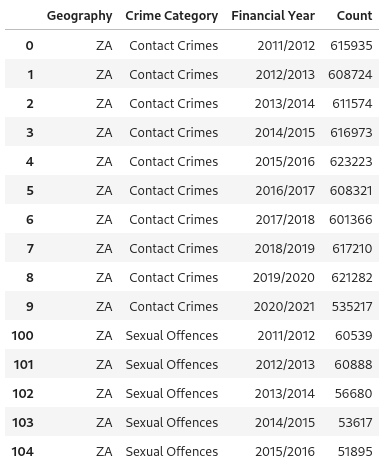 Geography Crime Category Financial Year Count
0 ZA Contact Crimes 2011/2012 615935
1 ZA Contact Crimes 2012/2013 608724
2 ZA Contact Crimes 2013/2014 611574
3 ZA Contact Crimes 2014/2015 616973
4 ZA Contact Crimes 2015/2016 623223
5 ZA Contact Crimes 2016/2017 608321
6 ZA Contact Crimes 2017/2018 601366
7 ZA Contact Crimes 2018/2019 617210
8 ZA Contact Crimes 2019/2020 621282
9 ZA Contact Crimes 2020/2021 535217
100 ZA Sexual Offences 2011/2012 60539
101 ZA Sexual Offences 2012/2013 60888
102 ZA Sexual Offences 2013/2014 56680
103 ZA Sexual Offences 2014/2015 53617
104 ZA Sexual Offences 2015/2016 51895